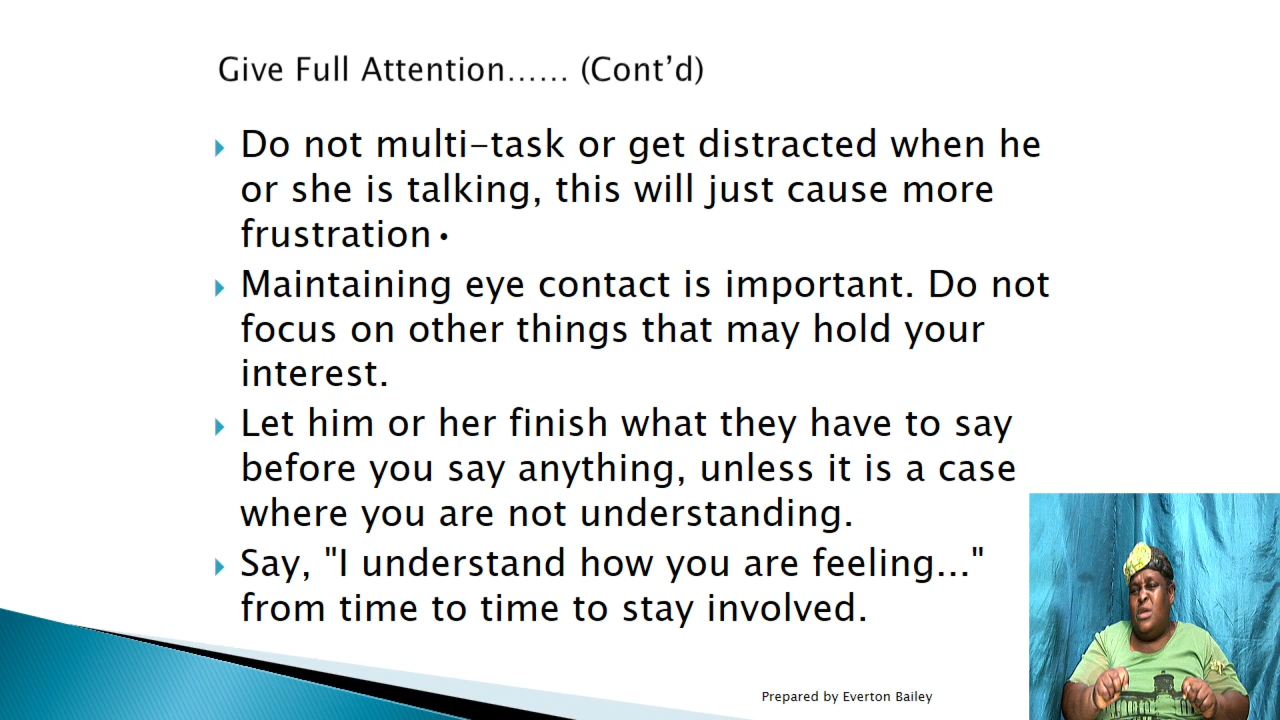 Give Full Attention...... (Cont’d)
Do not multi-task or get distracted when he
or she is talking, this will just cause more
frustration·
Maintaining eye contact is important. Do not
focus on other things that may hold your
interest.
Let him or her finish what they have to say
before you say anything, unless it is a case
where you are not understanding.
Say, "I understand how you are feeling..."
from time to time to stay involved.
Prepared by Everton Bailey